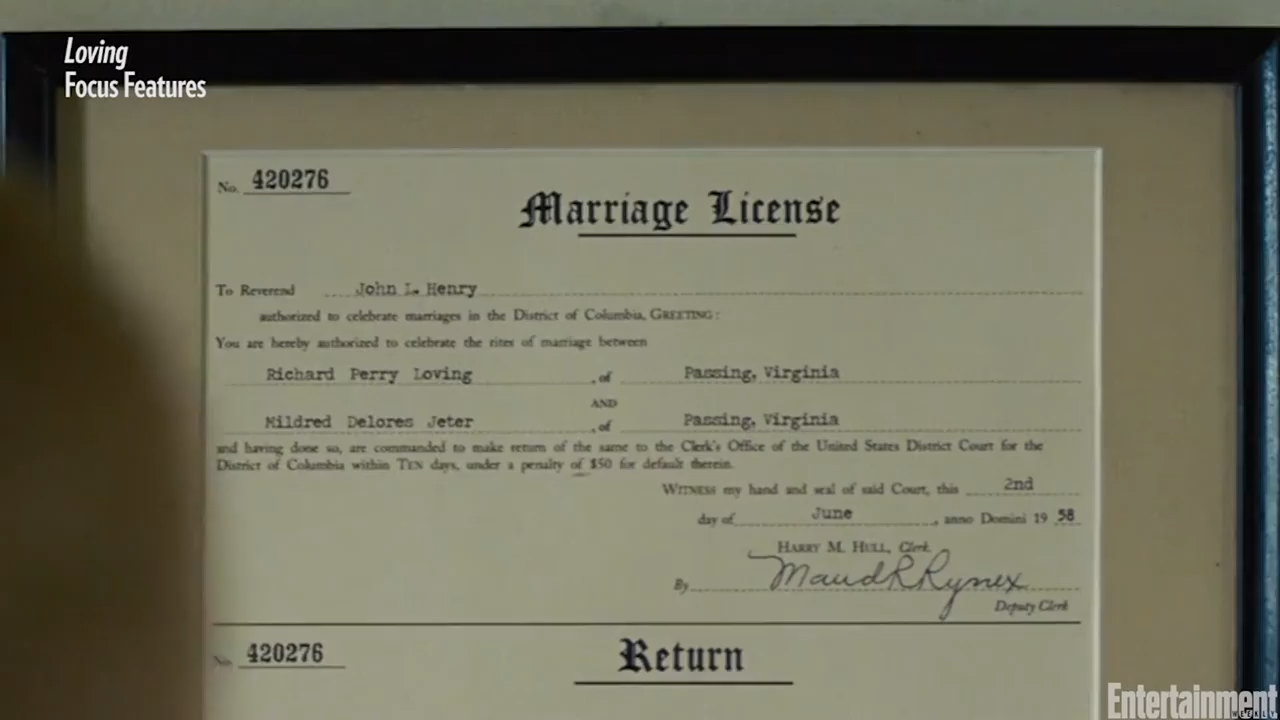 Loving
Focus Features
No. 420276
Marriage License
To Reverend John L. Henry
authorized to celebrate marriages in the District of Columbia, GREETING:
You are hereby authorized to celebrate the rites of marriage between
Richard Perry Loving , of Passing, Virginia
AND
Mildred Delores Jeter , of Passing, Virginia
and having done so, are commanded to make return of the same to the Clerk's Office of the United States District Court for the
District of Columbia within TEN days, under a penalty of $50 for default therein.
WITNESS my hand and seal of said Court, this 2nd
day of June , anno Domini 19 58
HARRY M. HULL, Clerk.
By Maud R Rynex
Deputy Clerk
No. 420276
Return
Entertainment
WEEKLY